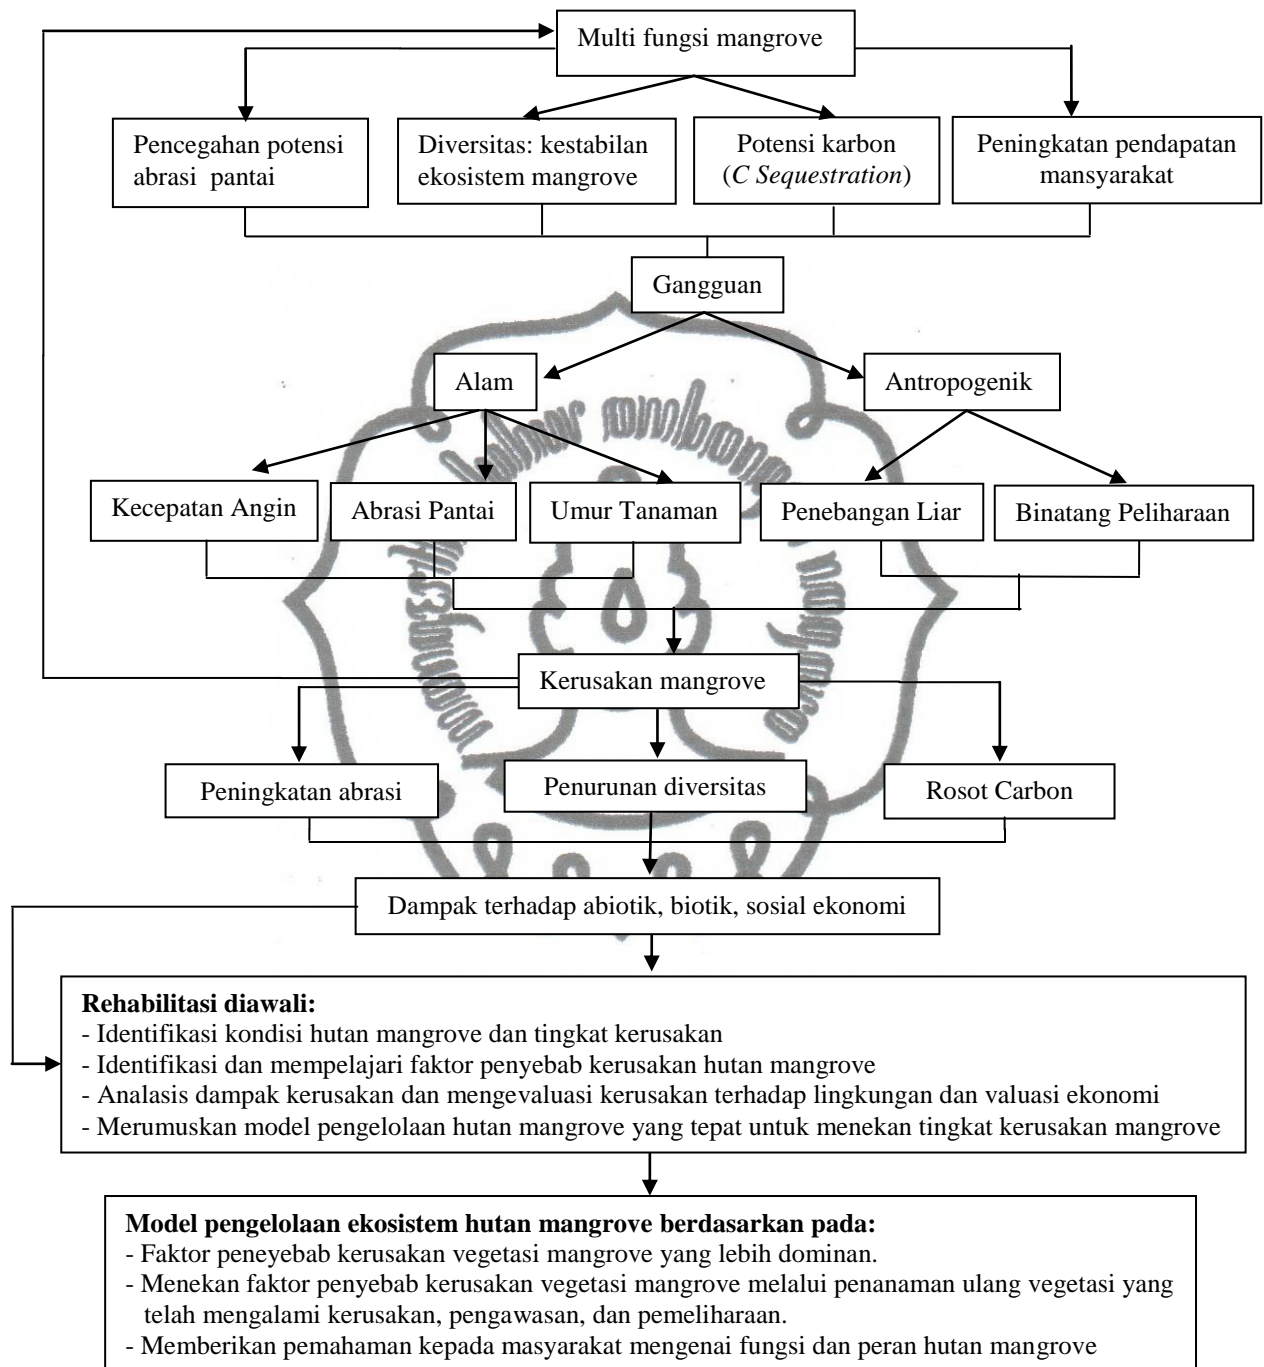 Multi fungsi mangrove
Pencegahan potensi
abrasi pantai
Diversitas: kestabilan
ekosistem mangrove
Potensi karbon
(C Sequestration)
Peningkatan pendapatan
mansyarakat
Gangguan
Alam
Antropogenik
Kecepatan Angin
Abrasi Pantai
Umur Tanaman
Penebangan Liar
Binatang Peliharaan
Kerusakan mangrove
Peningkatan abrasi
Penurunan diversitas
Rosot Carbon
Dampak terhadap abiotik, biotik, sosial ekonomi
Rehabilitasi diawali:
- Identifikasi kondisi hutan mangrove dan tingkat kerusakan
- Identifikasi dan mempelajari faktor penyebab kerusakan hutan mangrove
- Analasis dampak kerusakan dan mengevaluasi kerusakan terhadap lingkungan dan valuasi ekonomi
- Merumuskan model pengelolaan hutan mangrove yang tepat untuk menekan tingkat kerusakan mangrove
Model pengelolaan ekosistem hutan mangrove berdasarkan pada:
- Faktor peneyebab kerusakan vegetasi mangrove yang lebih dominan.
- Menekan faktor penyebab kerusakan vegetasi mangrove melalui penanaman ulang vegetasi yang
telah mengalami kerusakan, pengawasan, dan pemeliharaan.
- Memberikan pemahaman kepada masyarakat mengenai fungsi dan peran hutan mangrove